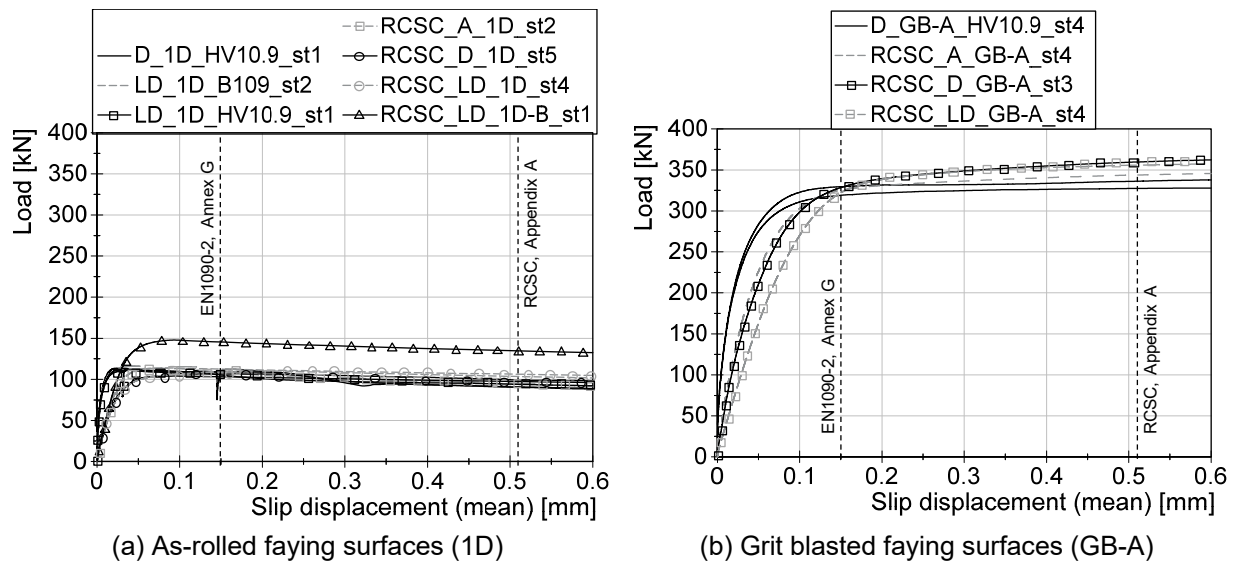 D_1D_HV10.9_st1
LD_1D_B109_st2
LD_1D_HV10.9_st1
RCSC_A_1D_st2
RCSC_D_1D_st5
RCSC_LD_1D_st4
RCSC_LD_1D-B_st1
Load [kN]
400
350
300
250
200
150
100
50
0
EN1090-2, Annex G
RCSC, Appendix A
0 0.1 0.2 0.3 0.4 0.5 0.6
Slip displacement (mean) [mm]
(a) As-rolled faying surfaces (1D)
D_GB-A_HV10.9_st4
RCSC_A_GB-A_st4
RCSC_D_GB-A_st3
RCSC_LD_GB-A_st4
Load [kN]
400
350
300
250
200
150
100
50
0
EN1090-2, Annex G
RCSC, Appendix A
0 0.1 0.2 0.3 0.4 0.5 0.6
Slip displacement (mean) [mm]
(b) Grit blasted faying surfaces (GB-A)